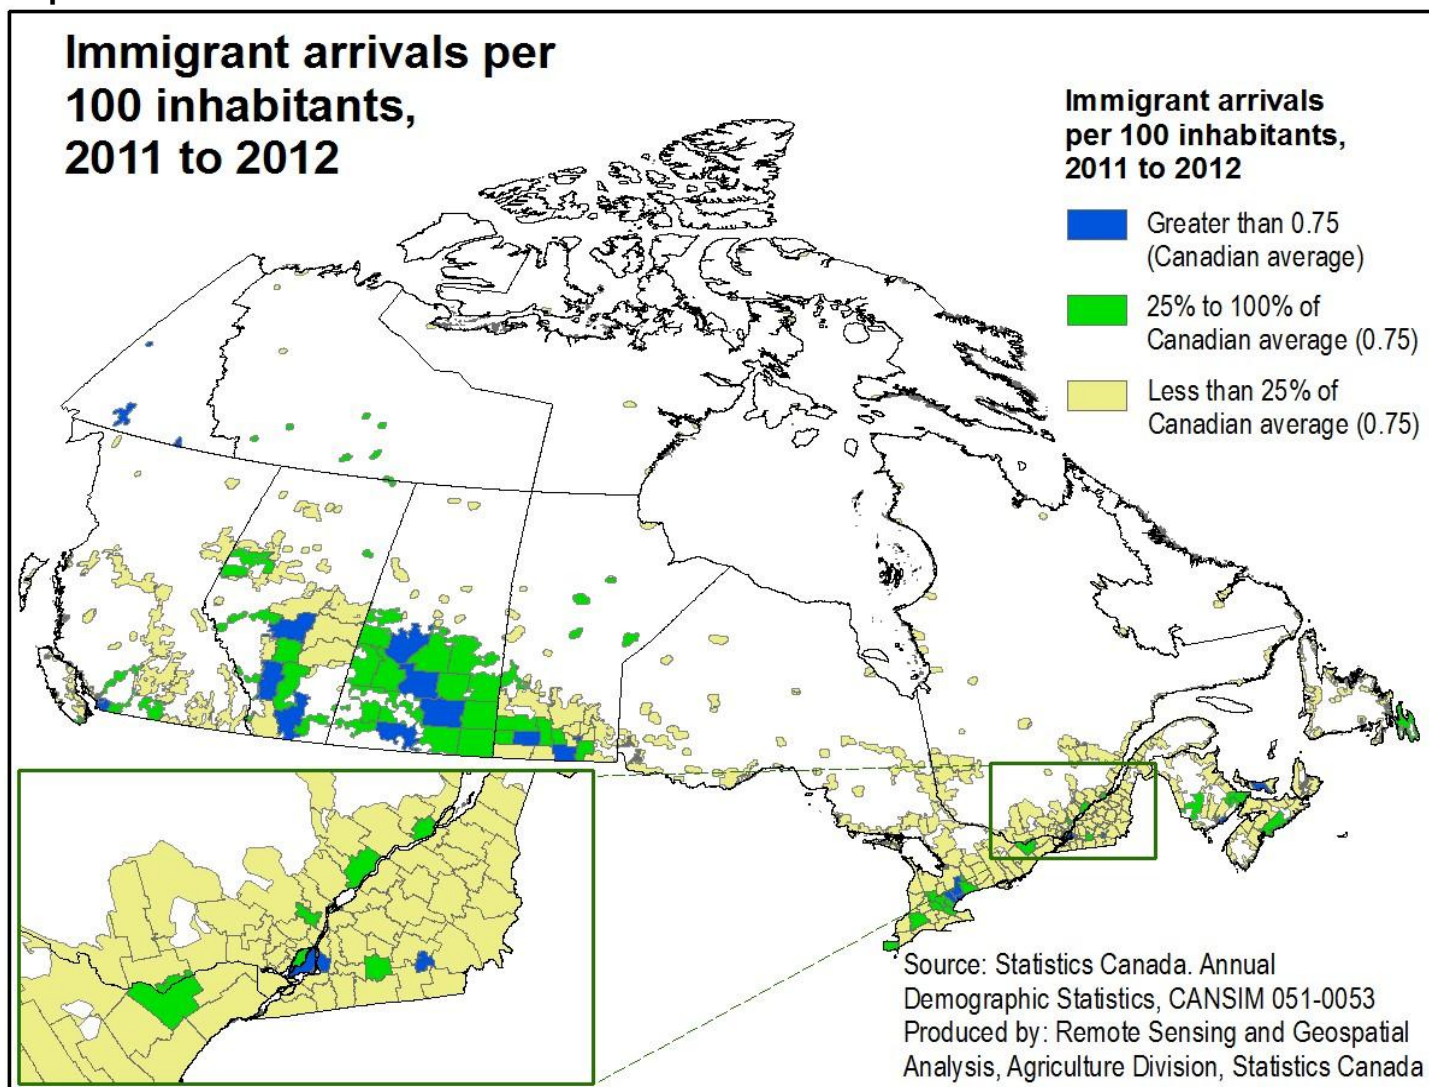 Immigrant arrivals per
100 inhabitants,
2011 to 2012
Immigrant arrivals
per 100 inhabitants,
2011 to 2012
Greater than 0.75
(Canadian average)
25% to 100% of
Canadian average (0.75)
Less than 25% of
Canadian average (0.75)
Source: Statistics Canada. Annual
Demographic Statistics, CANSIM 051-0053
Produced by: Remote Sensing and Geospatial
Analysis, Agriculture Division, Statistics Canada